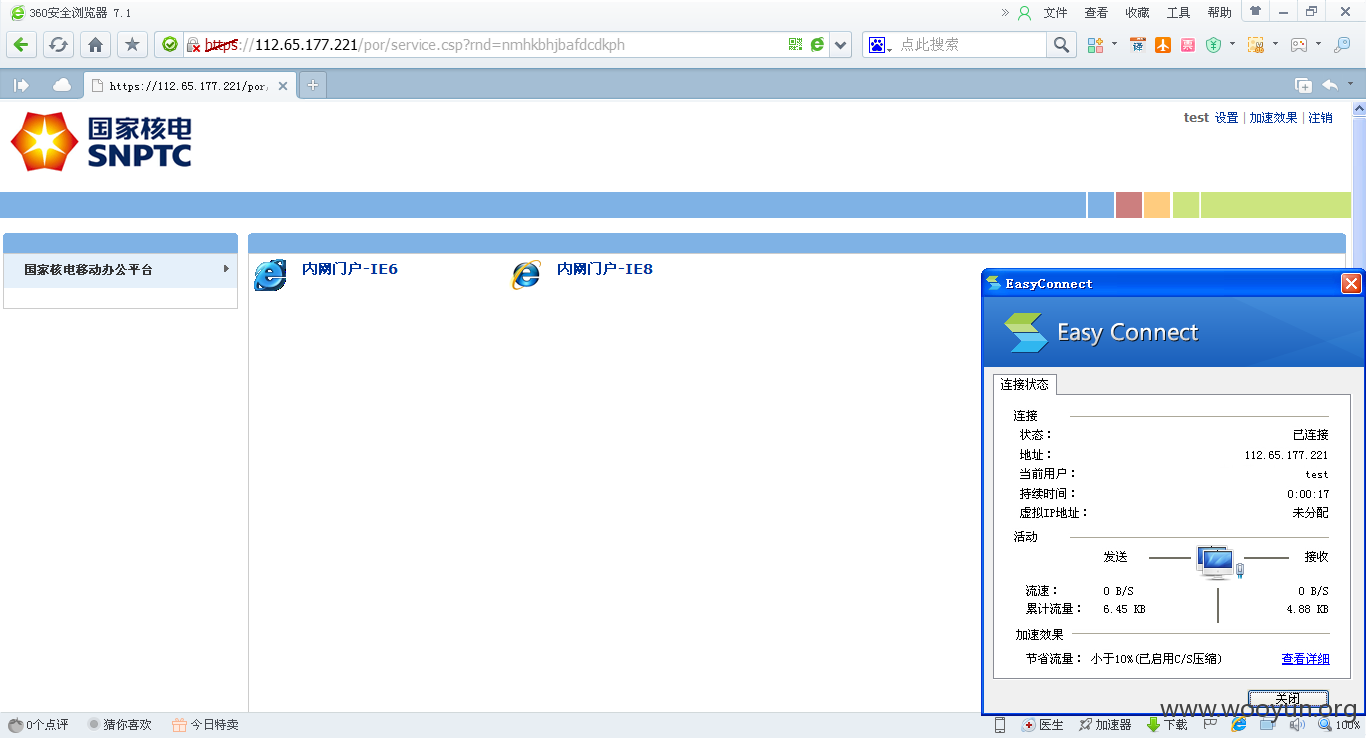 360安全浏览器 7.1
» 文件 查看 收藏 工具 帮助
https://112.65.177.221/por/service.csp?rnd=nmhkbhjbafdcdkph
点此搜索
译
票
https://112.65.177.221/por
国家核电
SNPTC
test 设置 | 加速效果 | 注销
国家核电移动办公平台
内网门户-IE6
内网门户-IE8
EasyConnect
Easy Connect
连接状态
连接
状态： 已连接
地址： 112.65.177.221
当前用户： test
持续时间： 0:00:17
虚拟IP地址： 未分配
活动
发送 接收
流速： 0 B/S 0 B/S
累计流量： 6.45 KB 4.88 KB
加速效果
节省流量： 小于10%(已启用C/S压缩) 查看详细
关闭
www.wooyun.org
0个点评 猜你喜欢 今日特卖
医生 加速器 下载 100%